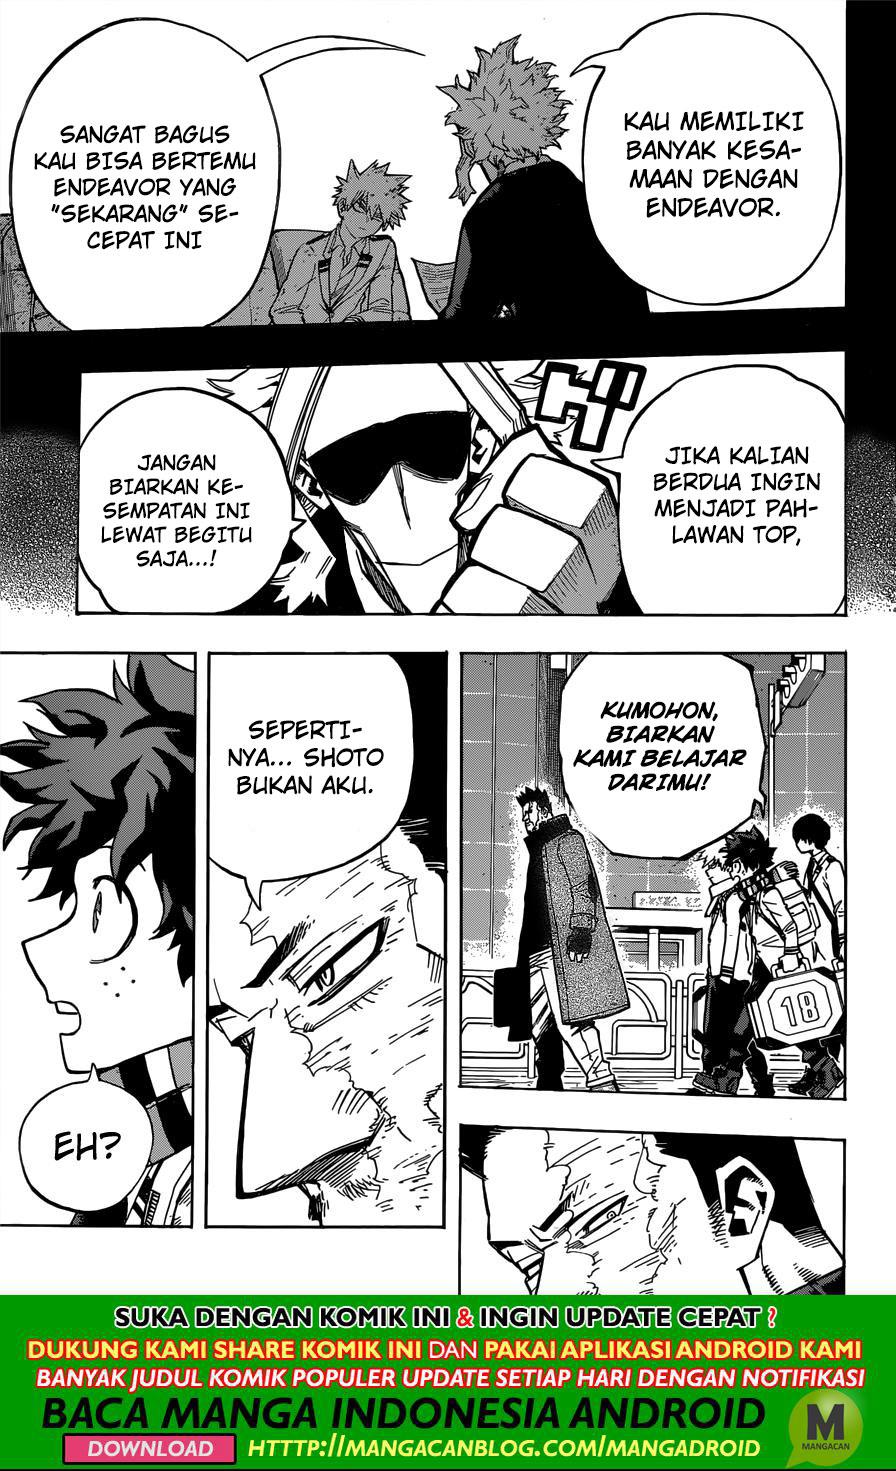 KAU MEMILIKI
BANYAK KESA-
MAAN DENGAN
ENDEAVOR.
SANGAT BAGUS
KAU BISA BERTEMU
ENDEAVOR YANG
"SEKARANG" SE-
CEPAT INI
JIKA KALIAN
BERDUA INGIN
MENJADI PAH-
LAWAN TOP,
JANGAN
BIARKAN KE-
SEMPATAN INI
LEWAT BEGITU
SAJA...!
KUMOHON,
BIARKAN
KAMI BELAJAR
DARIMU!
18
SEPERTI-
NYA... SHOTO
BUKAN AKU.
EH?
SUKA DENGAN KOMIK INI & INGIN UPDATE CEPAT ?
DUKUNG KAMI SHARE KOMIK INI DAN PAKAI APLIKASI ANDROID KAMI
BANYAK JUDUL KOMIK POPULER UPDATE SETIAP HARI DENGAN NOTIFIKASI
BACA MANGA INDONESIA ANDROID
DOWNLOAD
HTTTP://MANGACANBLOG.COM/MANGADROID
M
MANGACAN